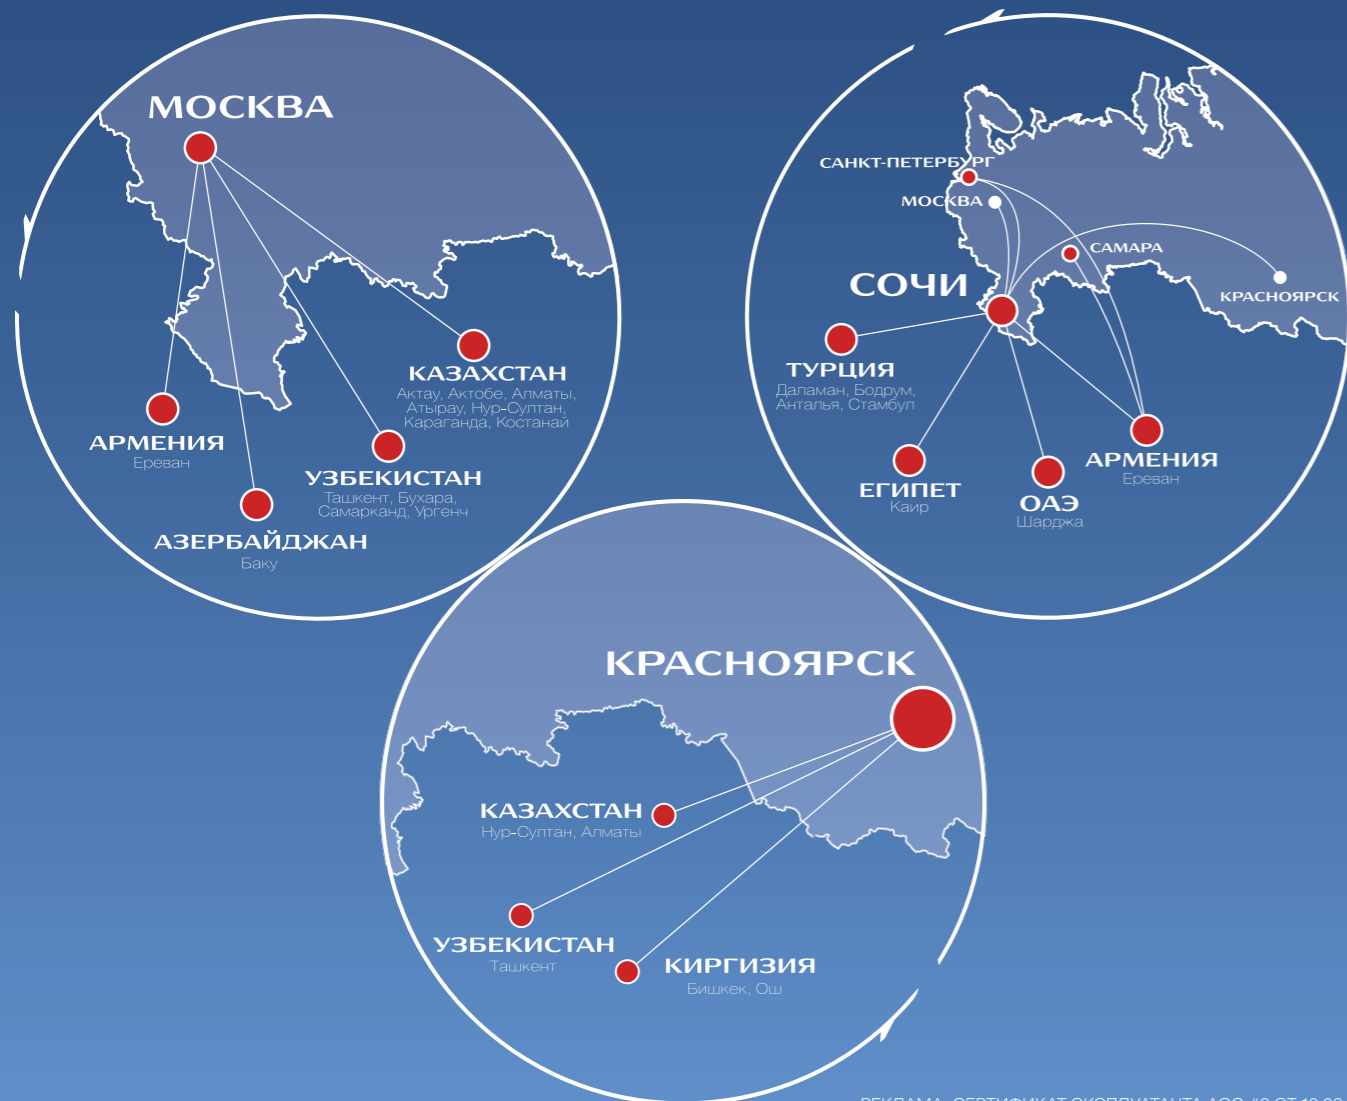 МОСКВА
КАЗАХСТАН
Актау, Актобе, Алматы,
Атырау, Нур-Султан,
Караганда, Костанай
АРМЕНИЯ
Ереван
УЗБЕКИСТАН
Ташкент, Бухара,
Самарканд, Ургенч
АЗЕРБАЙДЖАН
Баку
САНКТ-ПЕТЕРБУРГ
МОСКВА
САМАРА
СОЧИ
КРАСНОЯРСК
ТУРЦИЯ
Даламан, Бодрум,
Анталья, Стамбул
АРМЕНИЯ
Ереван
ЕГИПЕТ
Каир
ОАЭ
Шарджа
КРАСНОЯРСК
КАЗАХСТАН
Нур-Султан, Алматы
УЗБЕКИСТАН
Ташкент
КИРГИЗИЯ
Бишкек, Ош